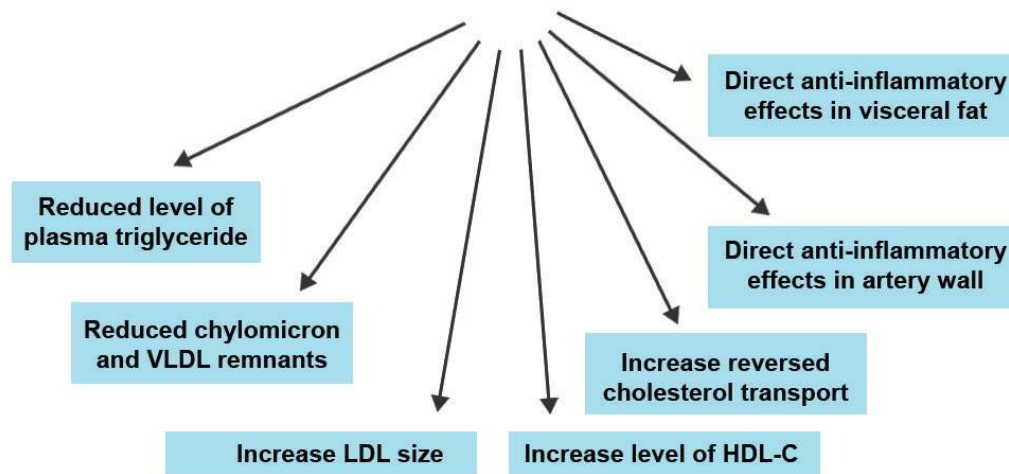 Direct anti-inflammatory
effects in visceral fat
Reduced level of
plasma triglyceride
Direct anti-inflammatory
effects in artery wall
Reduced chylomicron
and VLDL remnants
Increase reversed
cholesterol transport
Increase LDL size
Increase level of HDL-C